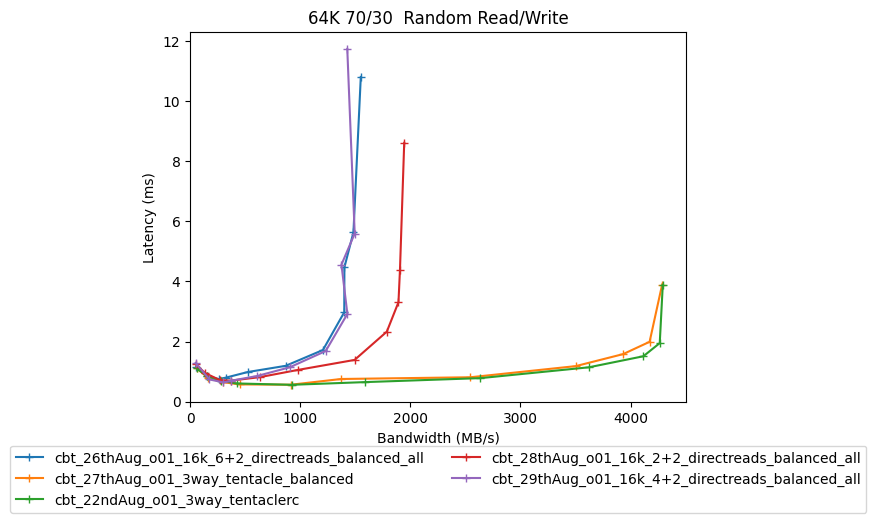 64K 70/30  Random Read/Write
12
10
8
6
4
2
0
Latency (ms)
0 1000 2000 3000 4000
Bandwidth (MB/s)
cbt_26thAug_o01_16k_6+2_directreads_balanced_all
cbt_27thAug_o01_3way_tentacle_balanced
cbt_22ndAug_o01_3way_tentaclerc
cbt_28thAug_o01_16k_2+2_directreads_balanced_all
cbt_29thAug_o01_16k_4+2_directreads_balanced_all